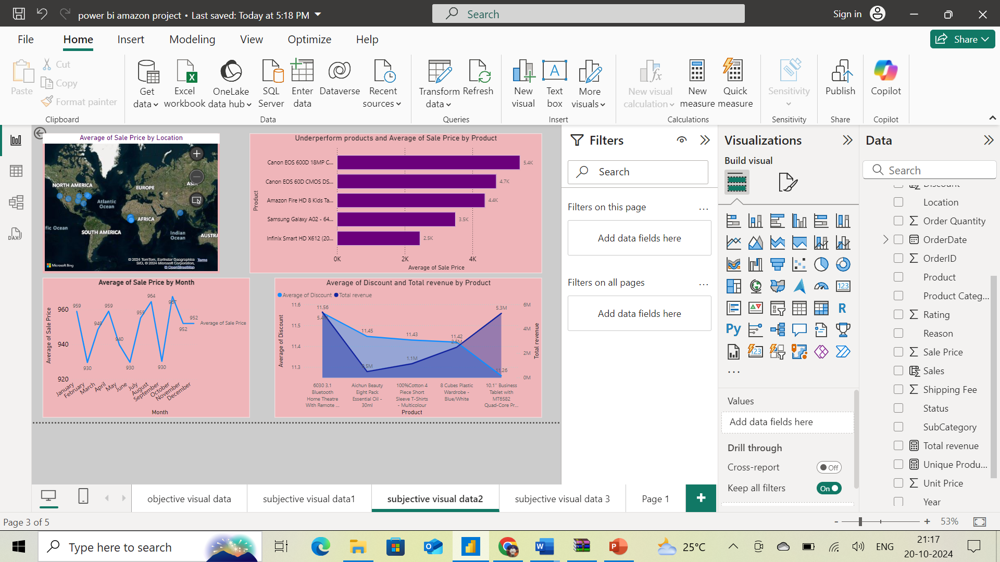 power bi amazon project • Last saved: Today at 5:18 PM
Search
Sign in
File Home Insert Modeling View Optimize Help
Share
Paste
Cut
Copy
Format painter
Clipboard
Get data
Excel workbook
OneLake data hub
SQL Server
Enter data
Dataverse
Recent sources
Data
Transform data
Refresh
Queries
New visual
Text box
More visuals
Insert
New visual calculation
New measure
Quick measure
Calculations
Sensitivity
Sensitivity
Publish
Share
Copilot
Copilot
Average of Sale Price by Location
NORTH AMERICA
EUROPE
Atlantic Ocean
AFRICA
SOUTH AMERICA
Indian Ocean
fic Ocean
AUSTRA
Microsoft Bing
© 2024 TomTom, Earthstar Geographics
SIO, © 2024 Microsoft Corporation,
© OpenStreetMap
Terms
Underperform products and Average of Sale Price by Product
Product
Canon EOS 600D 18MP C... 5.4K
Canon EOS 60D CMOS DS... 4.7K
Amazon Fire HD 8 Kids Ta... 4.4K
Samsung Galaxy A02 - 64... 3.5K
Infinix Smart HD X612 (20... 2.5K
0K 2K 4K
Average of Sale Price
Average of Sale Price by Month
Average of Sale Price
960
940
920
959 930 949 959 940 930 955 964 930 967 952 952
Average of Sale Price
January February March April May June July August September October November December
Month
Average of Discount and Total revenue by Product
Average of Discount Total revenue
Average of Discount
11.6
11.5
11.4
11.3
11.56 11.45 11.43 11.42 11.26
1.1M 2.5M 5.3M
6M
4M
2M
0M
Total revenue
6030 3.1 Bluetooth Home Theatre With Remote ...
Aichun Beauty Eight Pack Essential Oil - 30ml
100%Cotton 4 Piece Short Sleeve T-Shirts - Multicolour
8 Cubes Plastic Wardrobe - Blue/White
10.1" Business Tablet with MT6582 Quad-Core Pr...
Product
Filters
Search
Filters on this page ...
Add data fields here
Filters on all pages ...
Add data fields here
Visualizations
Build visual
123
R
Py
123
...
Values
Add data fields here
Drill through
Cross-report Off
Keep all filters On
Data
Search
Discount
Location
Order Quantity
OrderDate
OrderID
Product
Product Categ...
Rating
Reason
Sale Price
Sales
Shipping Fee
Status
SubCategory
Total revenue
Unique Produ...
Unit Price
Year
objective visual data
subjective visual data1
subjective visual data2
subjective visual data 3
Page 1
+
Page 3 of 5
- + 53%
Type here to search
25°C
ENG
21:17
20-10-2024